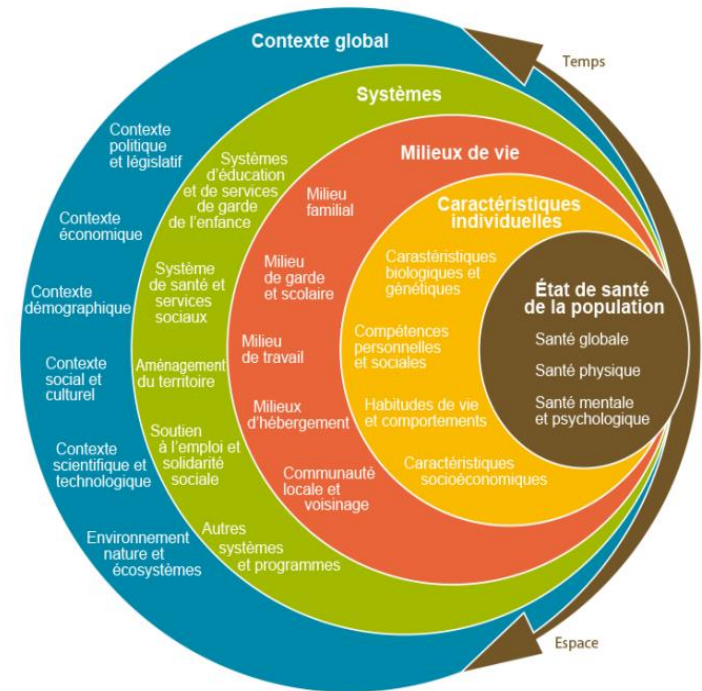 Contexte global
Temps
Systèmes
Contexte
politique
et législatif
Milieux de vie
Systèmes
d'éducation
et de services
de garde
de l'enfance
Milieu
familial
Caractéristiques
individuelles
Contexte
économique
Carastéristiques
biologiques et
génétiques
Milieu
de garde
et scolaire
Système
de santé et
services
sociaux
État de santé
de la population
Contexte
démographique
Santé globale
Compétences
personnelles
et sociales
Milieu
de travail
Aménagement
du territoire
Contexte
social et
culturel
Santé physique
Santé mentale
et psychologique
Habitudes de vie
et comportements
Milieux
d'hébergement
Soutien
à l'emploi et
solidarité
sociale
Contexte
scientifique et
technologique
Caractéristiques
socioéconomiques
Communauté
locale et
voisinage
Autres
systèmes
et programmes
Environnement
nature et
écosystèmes
Espace